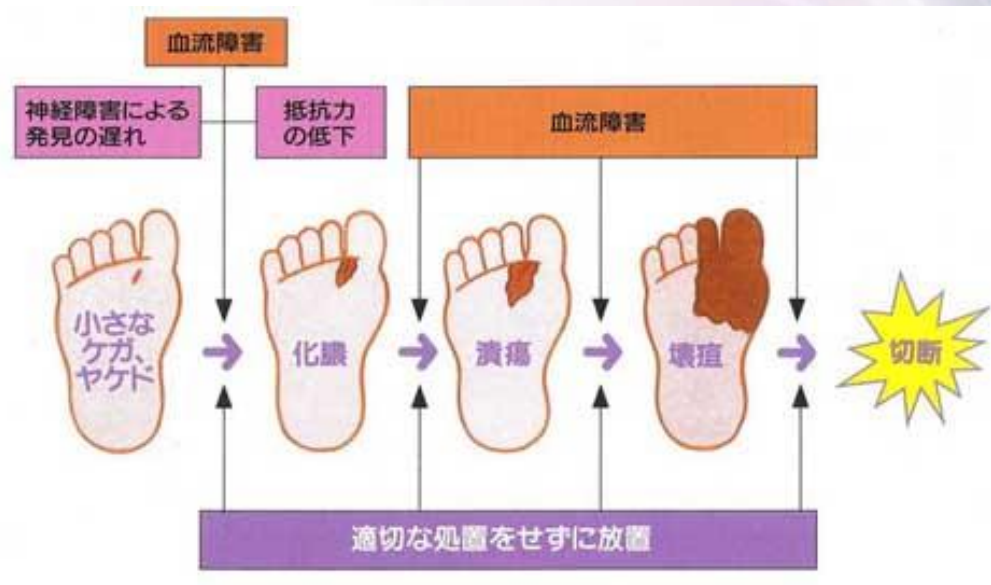 血流障害
神経障害による
発見の遅れ
抵抗力
の低下
血流障害
小さな
ケガ、
ヤケド
化膿
潰瘍
壊疽
切断
適切な処置をせずに放置